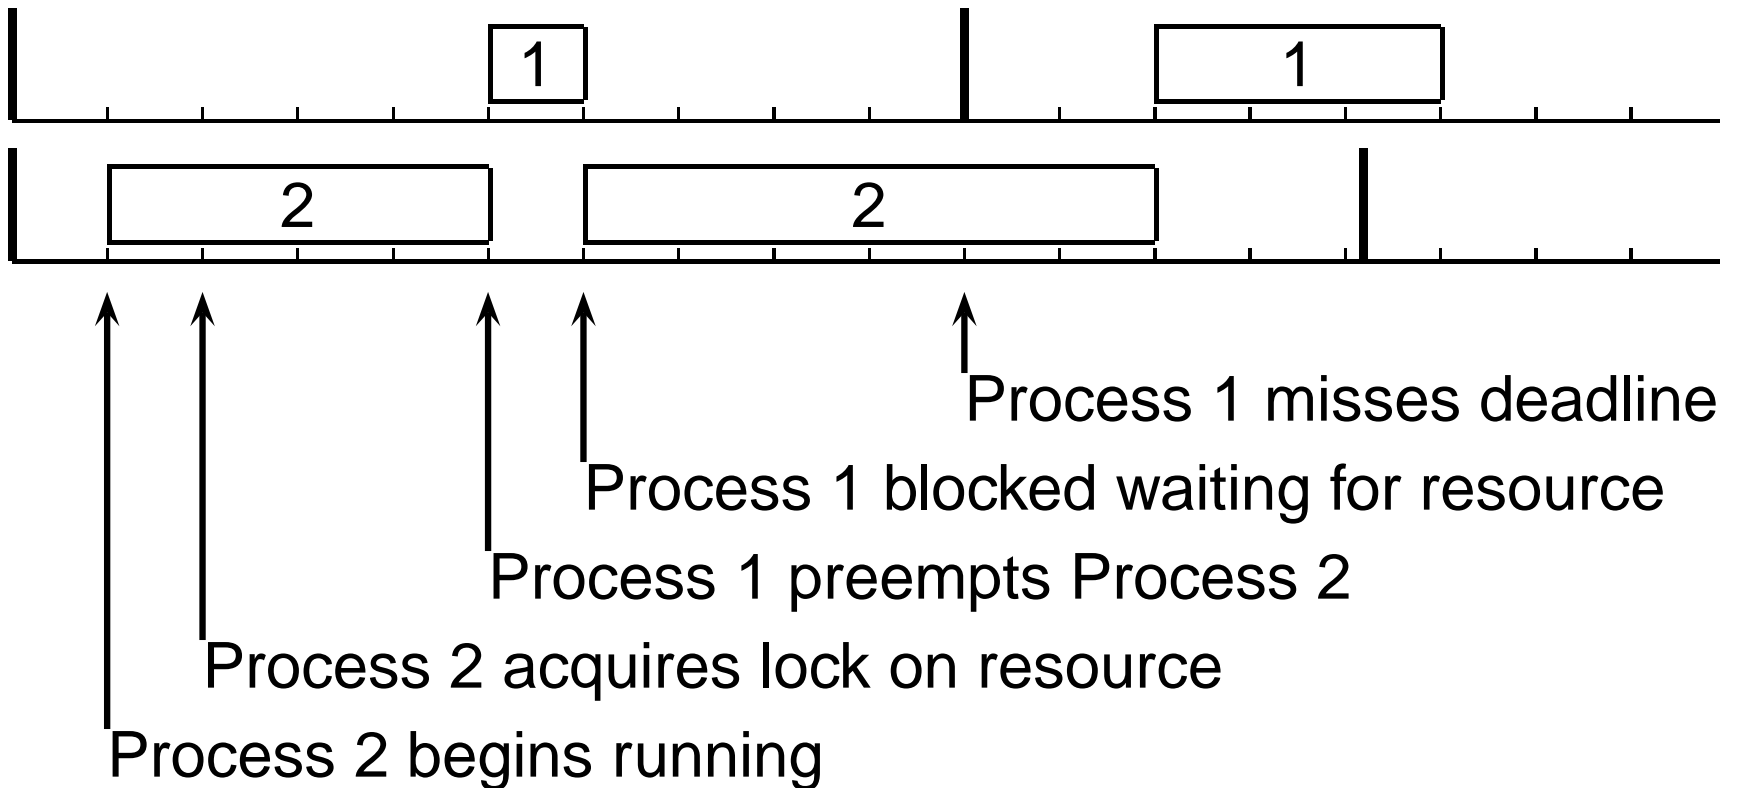 1
1
2
2
Process 1 misses deadline
Process 1 blocked waiting for resource
Process 1 preempts Process 2
Process 2 acquires lock on resource
Process 2 begins running